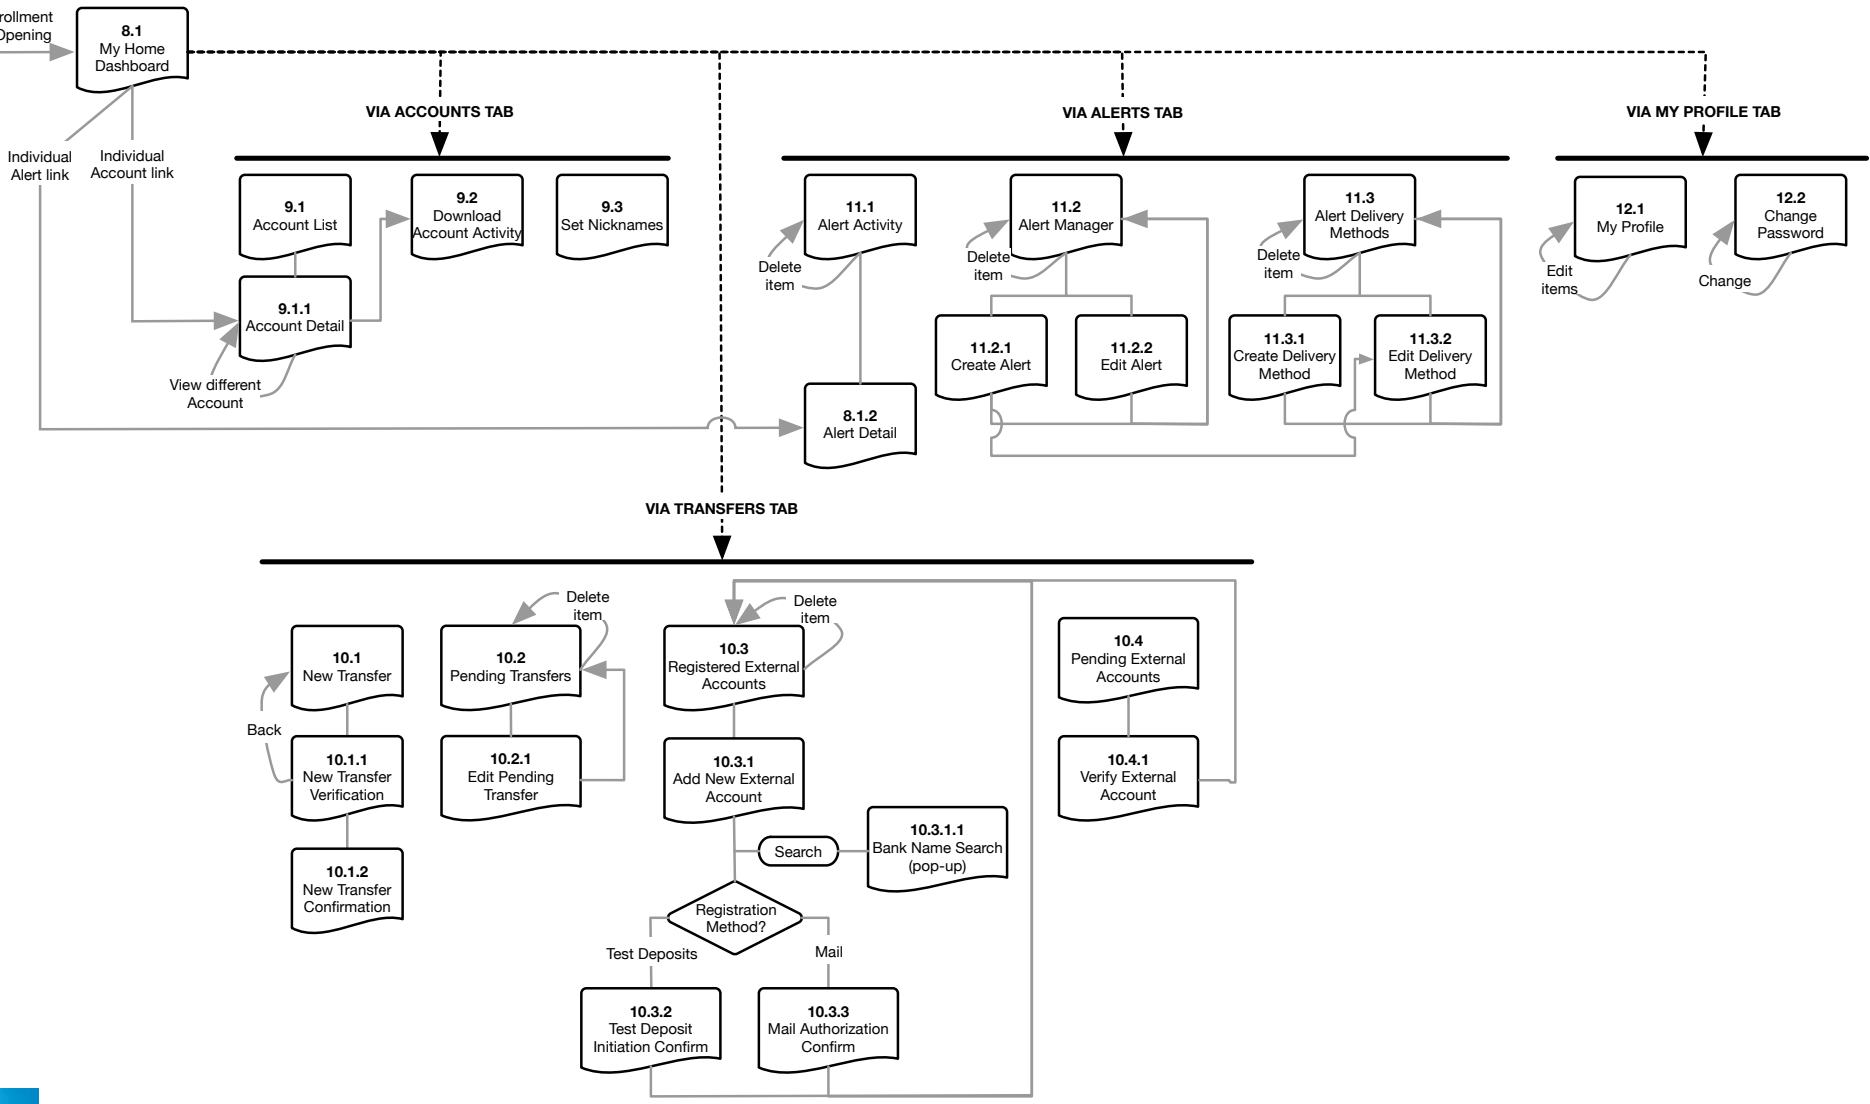 Opening
8.1
My Home
Dashboard
VIA ACCOUNTS TAB
VIA ALERTS TAB
VIA MY PROFILE TAB
Individual
Alert link
Individual
Account link
9.1
Account List
9.2
Download
Account Activity
9.3
Set Nicknames
11.1
Alert Activity
11.2
Alert Manager
11.3
Alert Delivery
Methods
12.1
My Profile
12.2
Change
Password
Delete
item
Delete
item
Delete
item
Edit
items
Change
9.1.1
Account Detail
View different
Account
11.2.1
Create Alert
11.2.2
Edit Alert
11.3.1
Create Delivery
Method
11.3.2
Edit Delivery
Method
8.1.2
Alert Detail
VIA TRANSFERS TAB
Delete
item
Delete
item
10.1
New Transfer
10.2
Pending Transfers
10.3
Registered External
Accounts
10.4
Pending External
Accounts
Back
10.1.1
New Transfer
Verification
10.2.1
Edit Pending
Transfer
10.3.1
Add New External
Account
10.4.1
Verify External
Account
Search
10.3.1.1
Bank Name Search
(pop-up)
10.1.2
New Transfer
Confirmation
Registration
Method?
Test Deposits
Mail
10.3.2
Test Deposit
Initiation Confirm
10.3.3
Mail Authorization
Confirm